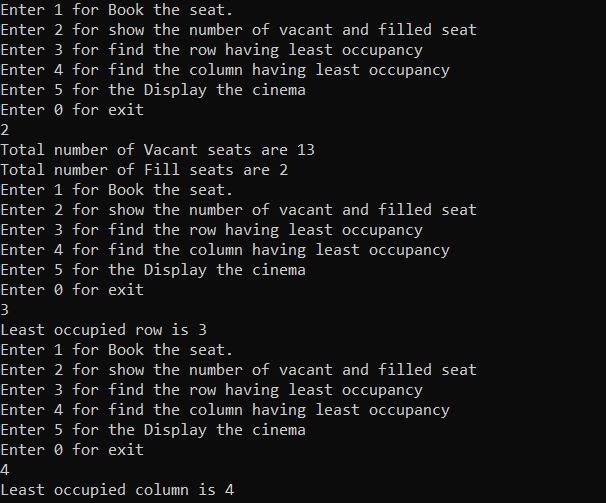 Enter 1 for Book the seat.
Enter 2 for show the number of vacant and filled seat
Enter 3 for find the row having least occupancy
Enter 4 for find the column having least occupancy
Enter 5 for the Display the cinema
Enter 0 for exit
2
Total number of Vacant seats are 13
Total number of Fill seats are 2
Enter 1 for Book the seat.
Enter 2 for show the number of vacant and filled seat
Enter 3 for find the row having least occupancy
Enter 4 for find the column having least occupancy
Enter 5 for the Display the cinema
Enter 0 for exit
3
Least occupied row is 3
Enter 1 for Book the seat.
Enter 2 for show the number of vacant and filled seat
Enter 3 for find the row having least occupancy
Enter 4 for find the column having least occupancy
Enter 5 for the Display the cinema
Enter 0 for exit
4
Least occupied column is 4